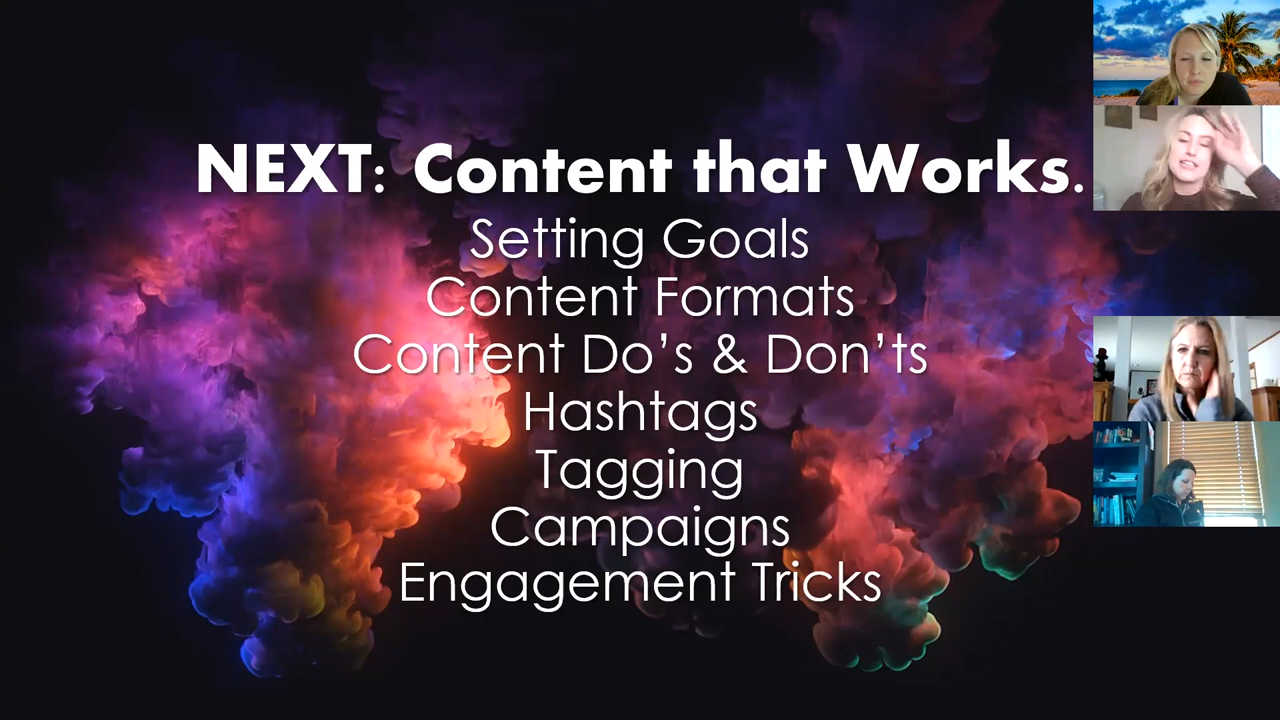 NEXT: Content that Works.
Setting Goals
Content Formats
Content Do’s & Don’ts
Hashtags
Tagging
Campaigns
Engagement Tricks